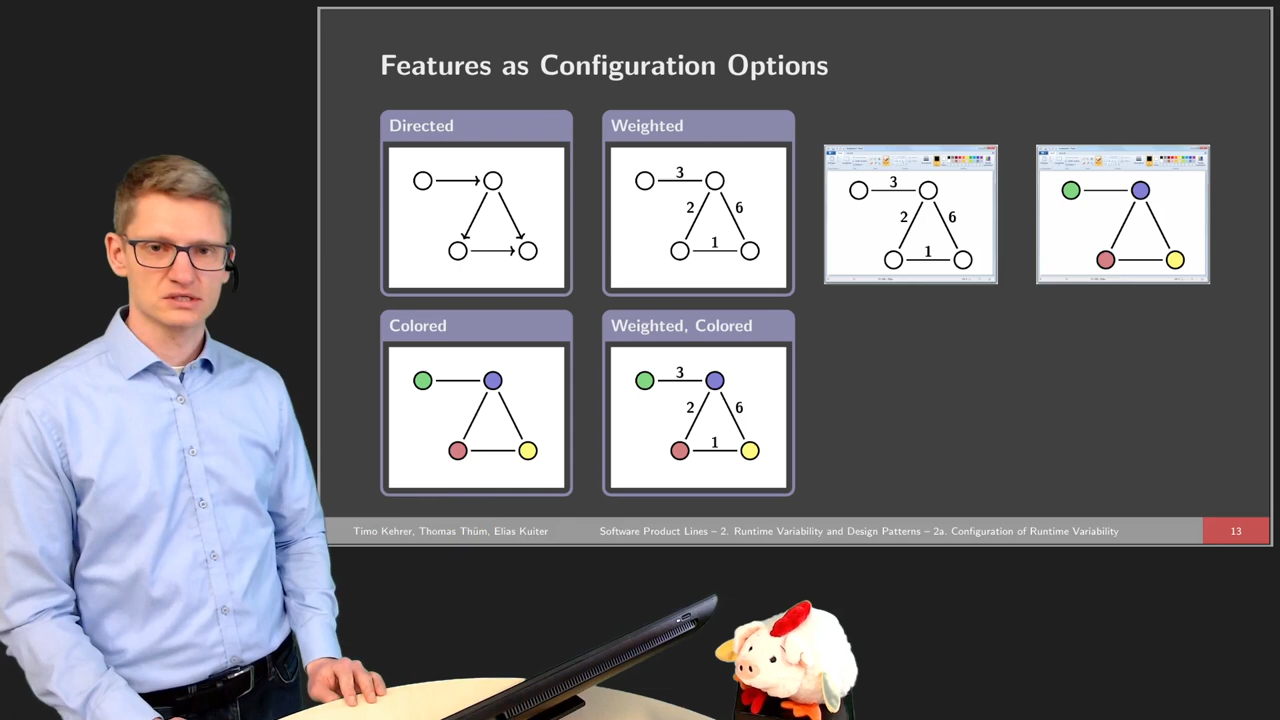 Features as Configuration Options
Directed
Weighted
3
2
6
1
3
2
6
1
Colored
Weighted, Colored
3
2
6
1
Timo Kehrer, Thomas Thüm, Elias Kuiter
Software Product Lines – 2. Runtime Variability and Design Patterns – 2a. Configuration of Runtime Variability
13